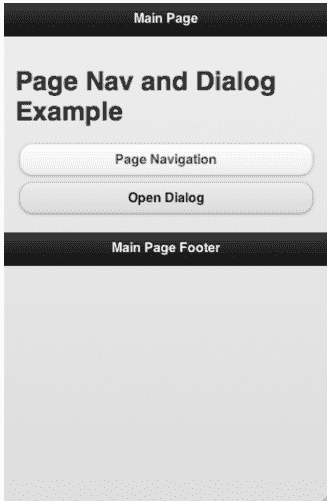 Main Page
Page Nav and Dialog
Example
Page Navigation
Open Dialog
Main Page Footer